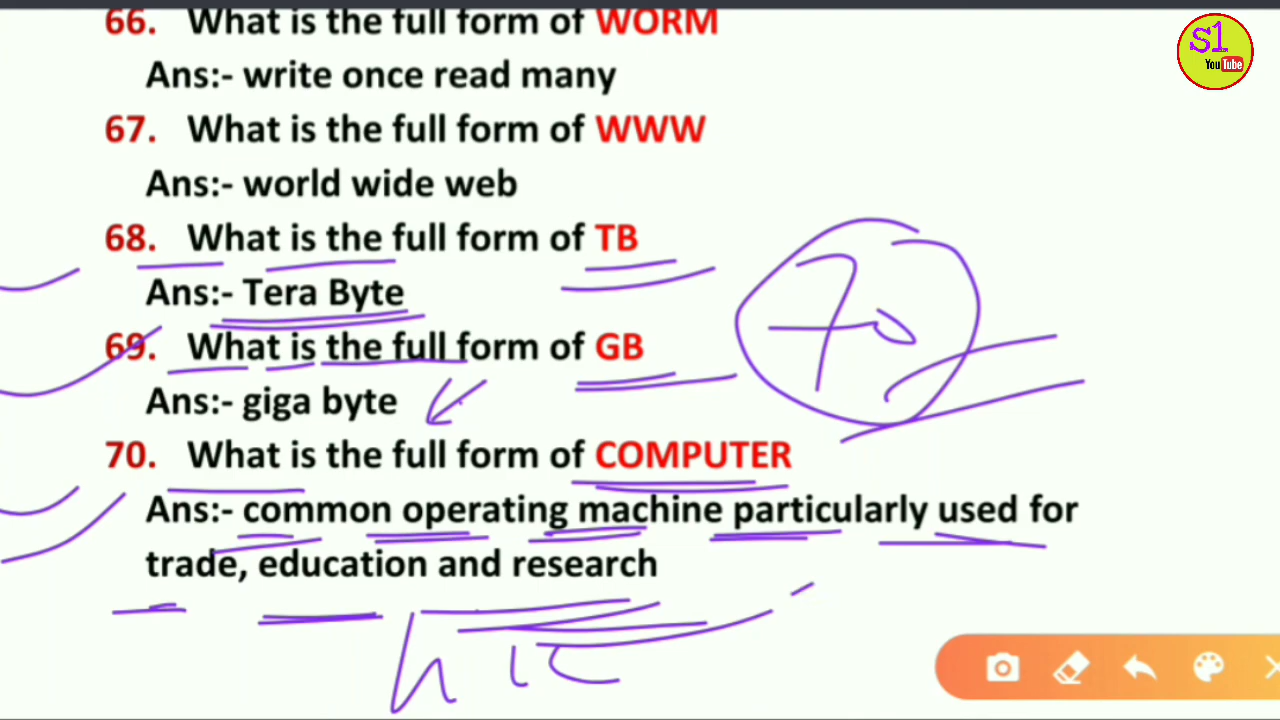 66. What is the full form of WORM
Ans:- write once read many
67. What is the full form of WWW
Ans:- world wide web
68. What is the full form of TB
Ans:- Tera Byte
69. What is the full form of GB
Ans:- giga byte
70. What is the full form of COMPUTER
Ans:- common operating machine particularly used for
trade, education and research
70
S1
YouTube